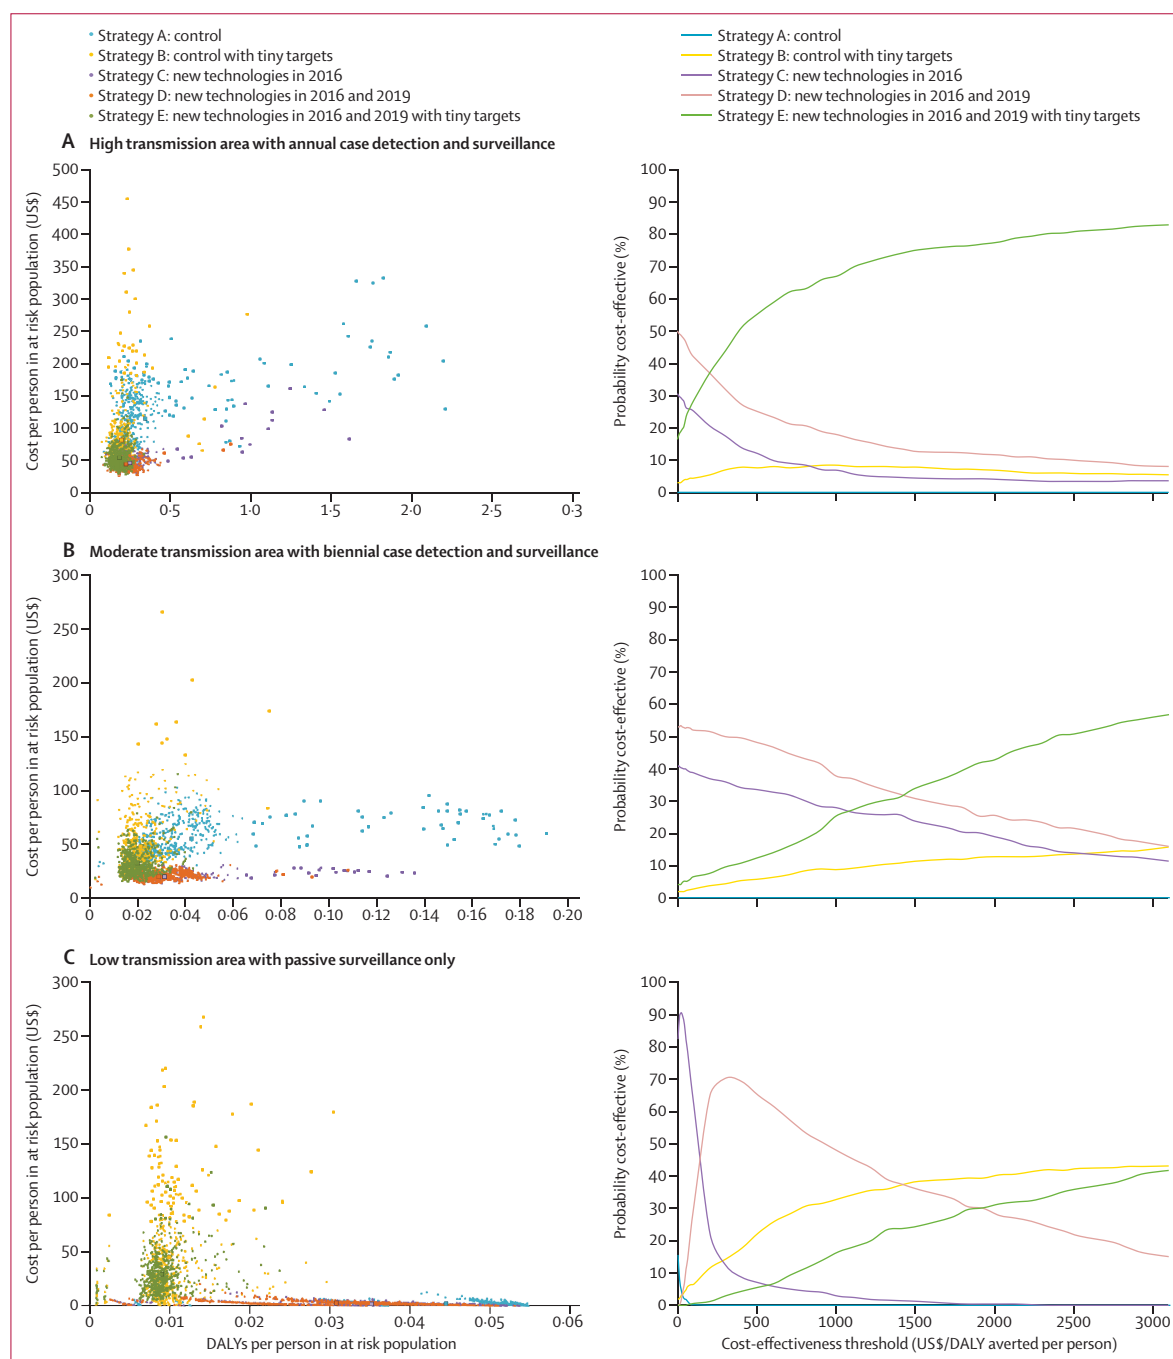 Strategy A: control
Strategy B: control with tiny targets
Strategy C: new technologies in 2016
Strategy D: new technologies in 2016 and 2019
Strategy E: new technologies in 2016 and 2019 with tiny targets
Strategy A: control
Strategy B: control with tiny targets
Strategy C: new technologies in 2016
Strategy D: new technologies in 2016 and 2019
Strategy E: new technologies in 2016 and 2019 with tiny targets
A High transmission area with annual case detection and surveillance
Cost per person in at risk population (US$)
500
450
400
350
300
250
200
150
100
50
0
0 0·5 1·0 1·5 2·0 2·5 0·3
Probability cost-effective (%)
100
90
80
70
60
50
40
30
20
10
0
B Moderate transmission area with biennial case detection and surveillance
Cost per person in at risk population (US$)
300
250
200
150
100
50
0
0 0·02 0·04 0·06 0·08 0·10 0·12 0·14 0·16 0·18 0·20
Probability cost-effective (%)
100
90
80
70
60
50
40
30
20
10
0
C Low transmission area with passive surveillance only
Cost per person in at risk population (US$)
300
250
200
150
100
50
0
0 0·01 0·02 0·03 0·04 0·05 0·06
DALYs per person in at risk population
Probability cost-effective (%)
100
90
80
70
60
50
40
30
20
10
0
0 500 1000 1500 2000 2500 3000
Cost-effectiveness threshold (US$/DALY averted per person)